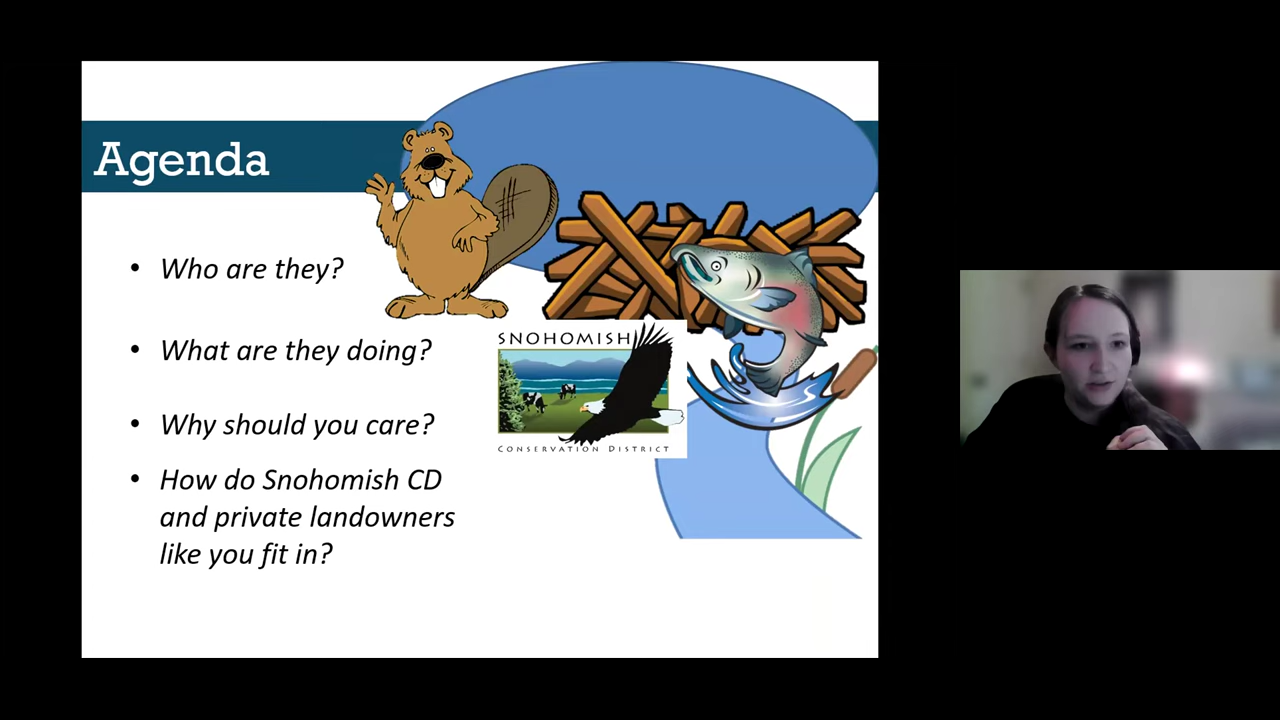 Agenda
• Who are they?
• What are they doing?
• Why should you care?
• How do Snohomish CD
and private landowners
like you fit in?
SNOHOMISH
CONSERVATION DISTRICT